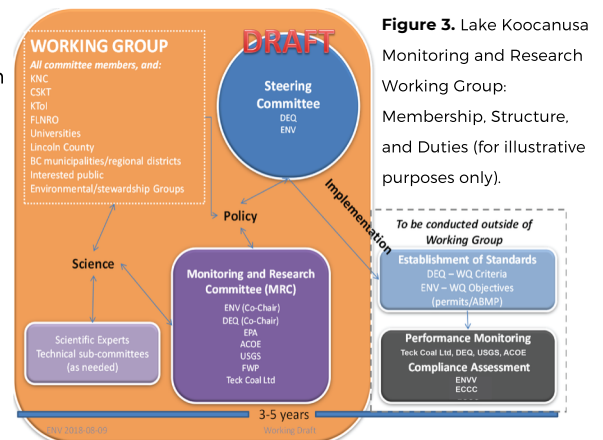 WORKING GROUP
All committee members, and:
KNC
CSKT
KToI
FLNRO
Universities
Lincoln County
BC municipalities/regional districts
Interested public
Environmental/stewardship Groups
DRAFT
Steering
Committee
DEQ
ENV
Policy
Implementation
Science
Monitoring and Research
Committee (MRC)
ENV (Co-Chair)
DEQ (Co-Chair)
EPA
ACOE
USGS
FWP
Teck Coal Ltd
Scientific Experts
Technical sub-committees
(as needed)
3-5 years
ENV 2018-08-09
Working Draft
Figure 3. Lake Koocanusa
Monitoring and Research
Working Group:
Membership, Structure,
and Duties (for illustrative
purposes only).
To be conducted outside of
Working Group
Establishment of Standards
DEQ – WQ Criteria
ENV – WQ Objectives
(permits/ABMP)
Performance Monitoring
Teck Coal Ltd, DEQ, USGS, ACOE
Compliance Assessment
ENVV
ECCC